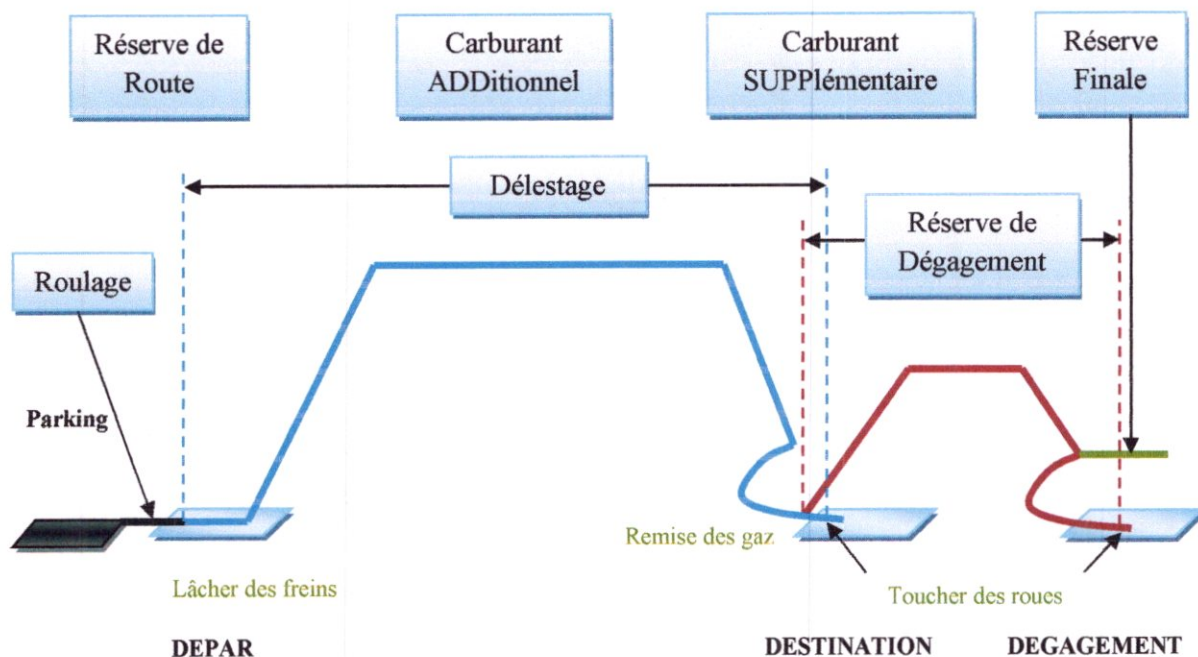 Réserve de
Route
Carburant
ADDitionnel
Carburant
SUPPlémentaire
Réserve
Finale
Délestage
Réserve de
Dégagement
Roulage
Parking
Remise des gaz
Lâcher des freins
Toucher des roues
DEPAR
DESTINATION
DEGAGEMENT